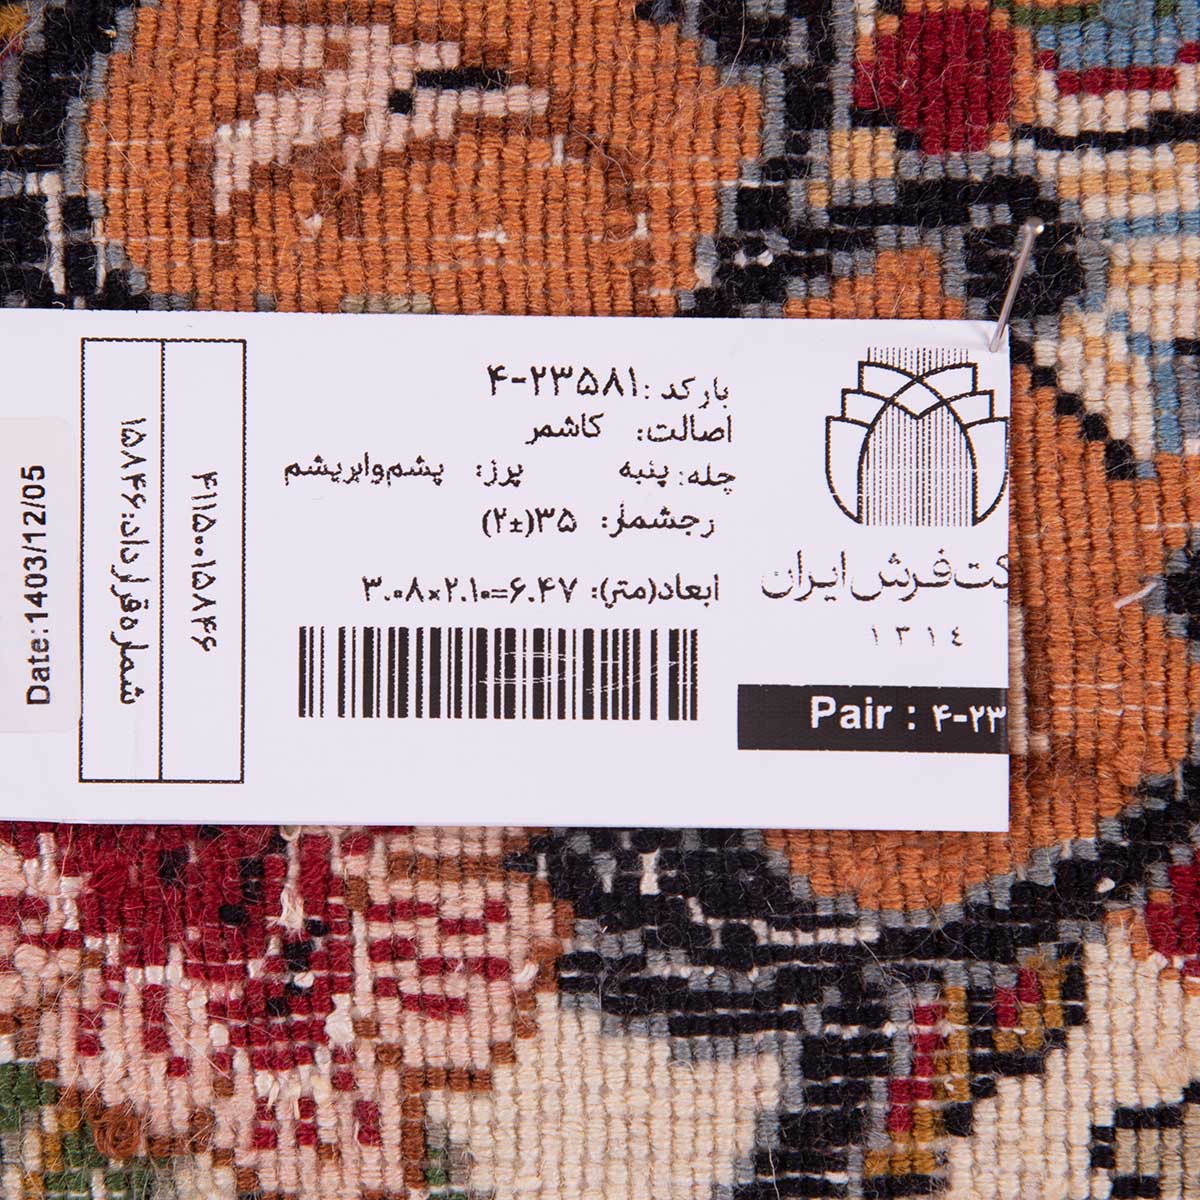 بارکد: ۴-۲۳۵۸۱
اصالت: کاشمر
چله: پنبه پرز: پشم‌وابریشم
رجشمار: ۳۵(±۲)
ابعاد(متر): ۳.۰۸×۲.۱۰=۶.۴۷
فرش ایران
۱۳۱٤
Pair : ۴-۲۳
۴۱۱۵۰۰۱۵۸۴۶
شماره قرارداد:۱۵۸۴۶
Date:1403/12/05